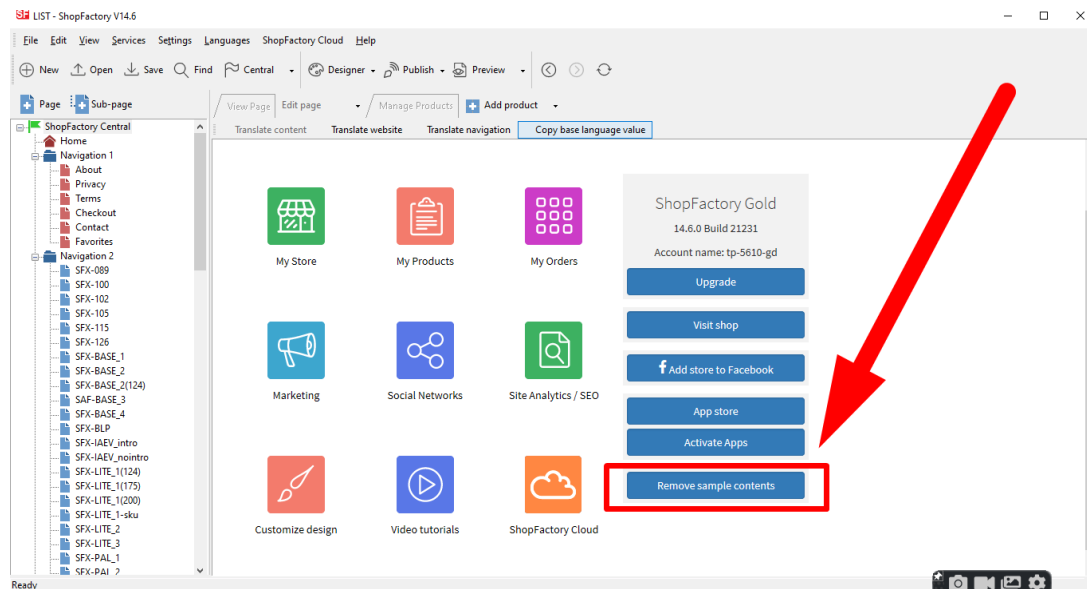 SF LIST - ShopFactory V14.6
File Edit View Services Settings Languages ShopFactory Cloud Help
New Open Save Find Central Designer Publish Preview
Page Sub-page
View Page Edit page Manage Products Add product
Translate content Translate website Translate navigation Copy base language value
ShopFactory Central
Home
Navigation 1
About
Privacy
Terms
Checkout
Contact
Favorites
Navigation 2
SFX-089
SFX-100
SFX-102
SFX-105
SFX-115
SFX-126
SFX-BASE_1
SFX-BASE_2
SFX-BASE_2(124)
SAF-BASE_3
SFX-BASE_4
SFX-BLP
SFX-IAEV_intro
SFX-IAEV_nointro
SFX-LITE_1(124)
SFX-LITE_1(175)
SFX-LITE_1(200)
SFX-LITE_1-sku
SFX-LITE_2
SFX-LITE_3
SFX-PAL_1
SFX-PAL_2
My Store My Products My Orders
Marketing Social Networks Site Analytics / SEO
Customize design Video tutorials ShopFactory Cloud
ShopFactory Gold
14.6.0 Build 21231
Account name: tp-5610-gd
Upgrade
Visit shop
f Add store to Facebook
App store
Activate Apps
Remove sample contents
Ready